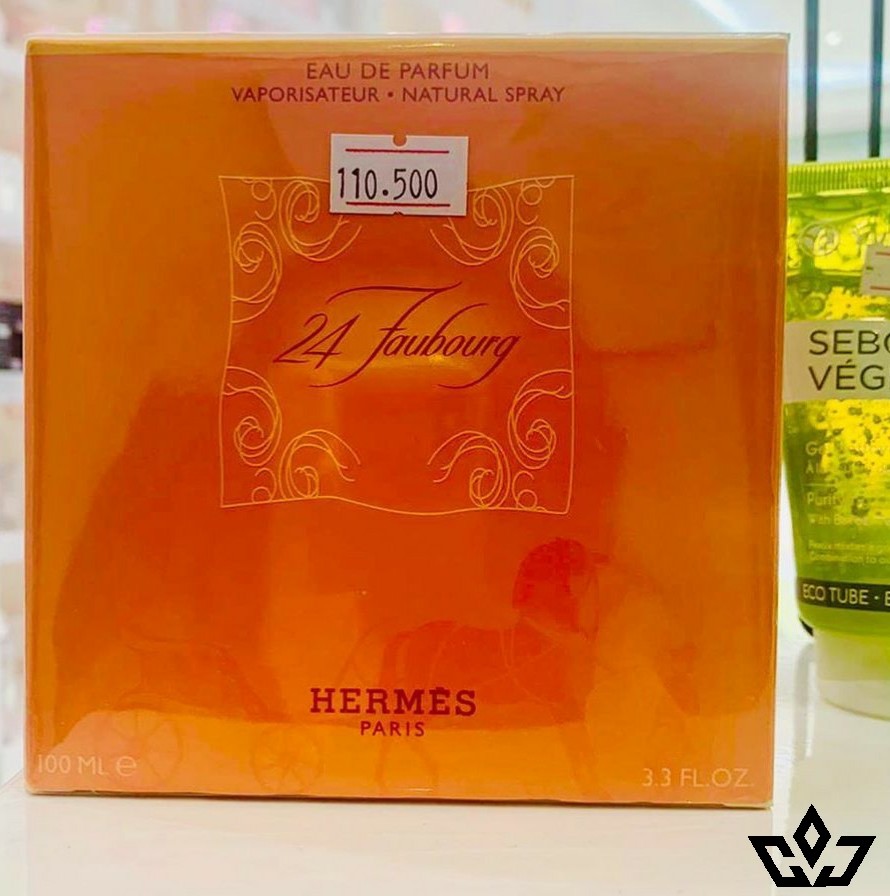 EAU DE PARFUM
VAPORISATEUR • NATURAL SPRAY
110.500
24 Faubourg
HERMÈS
PARIS
100 ML ℮
3.3 FL.OZ.
SEBO
VÉG
Purif
ECO TUBE •